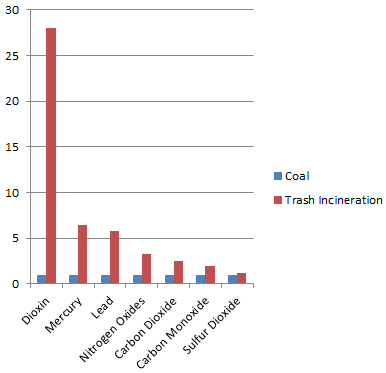 30
25
20
15
10
5
0
Dioxin
Mercury
Lead
Nitrogen Oxides
Carbon Dioxide
Carbon Monoxide
Sulfur Dioxide
Coal
Trash Incineration